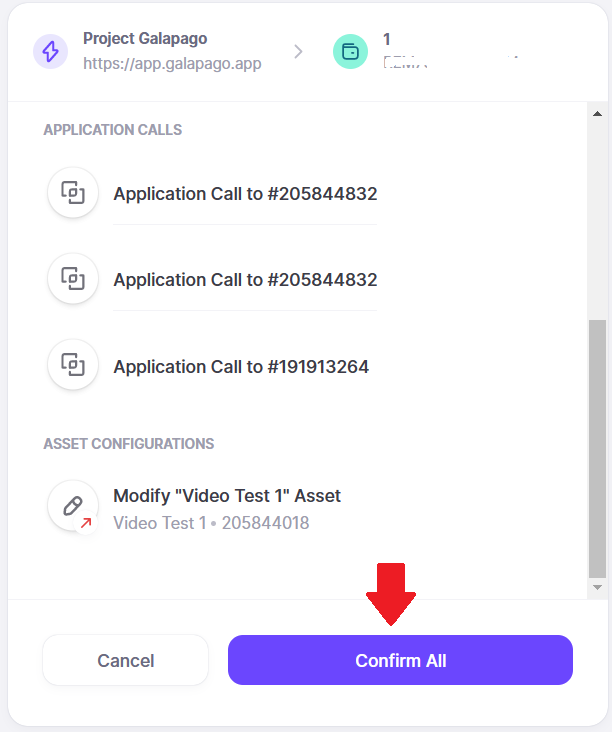 Project Galapago
https://app.galapago.app
1
APPLICATION CALLS
Application Call to #205844832
Application Call to #205844832
Application Call to #191913264
ASSET CONFIGURATIONS
Modify "Video Test 1" Asset
Video Test 1 • 205844018
Cancel
Confirm All